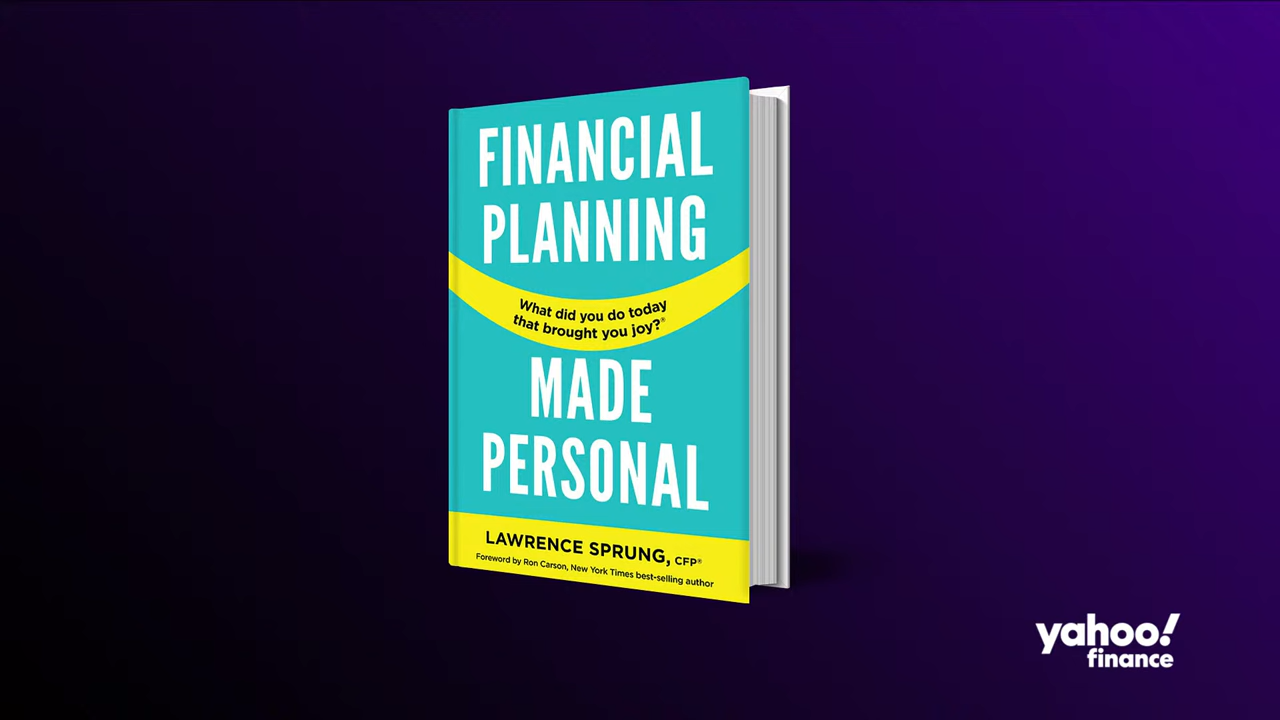 FINANCIAL
PLANNING
What did you do today
that brought you joy?®
MADE
PERSONAL
LAWRENCE SPRUNG, CFP®
Foreword by Ron Carson, New York Times best-selling author
yahoo!
finance